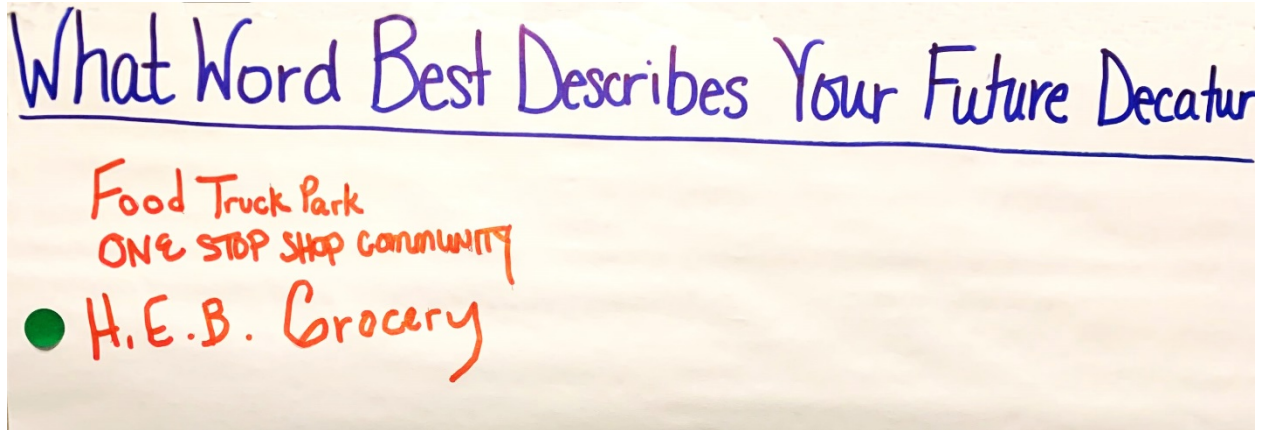 What Word Best Describes Your Future Decatur
Food Truck Park
ONE STOP SHOP COMMUNITY
H.E.B. Grocery